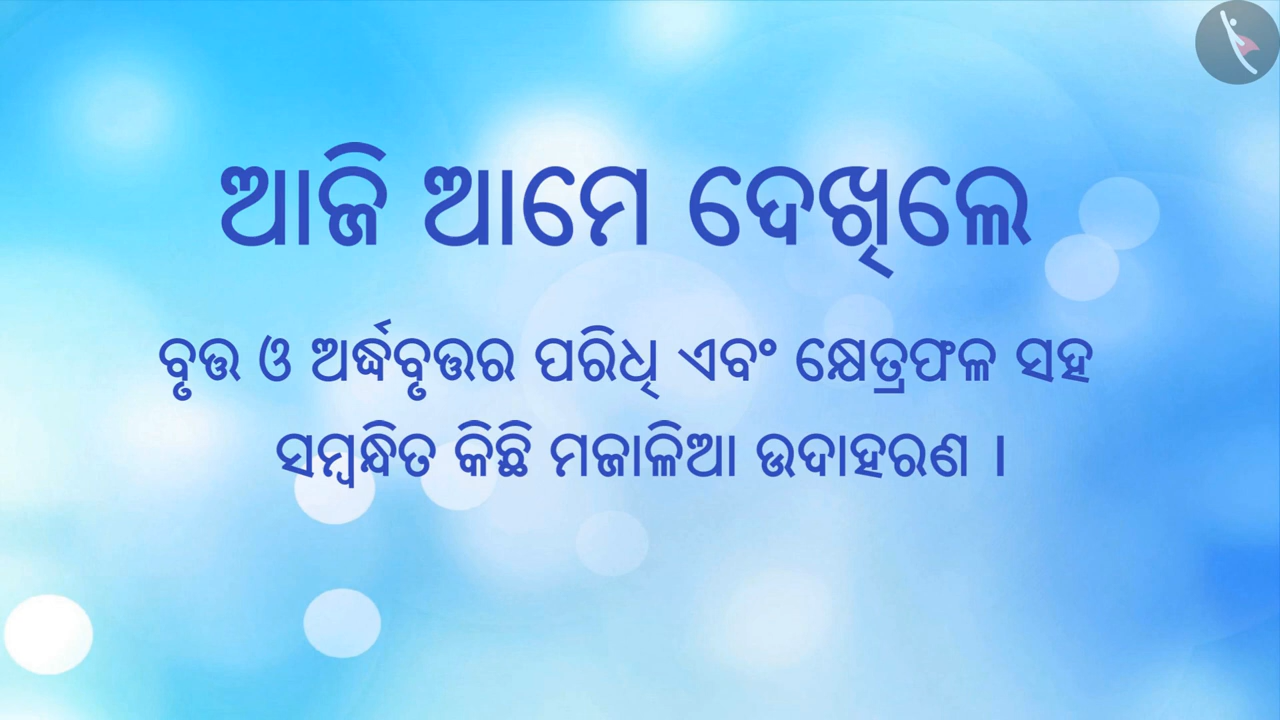 ଆଜି ଆମେ ଦେଖିଲେ
ବୃତ୍ତ ଓ ଅର୍ଦ୍ଧବୃତ୍ତର ପରିଧି ଏବଂ କ୍ଷେତ୍ରଫଳ ସହ
ସମ୍ବନ୍ଧିତ କିଛି ମଜାଳିଆ ଉଦାହରଣ ।